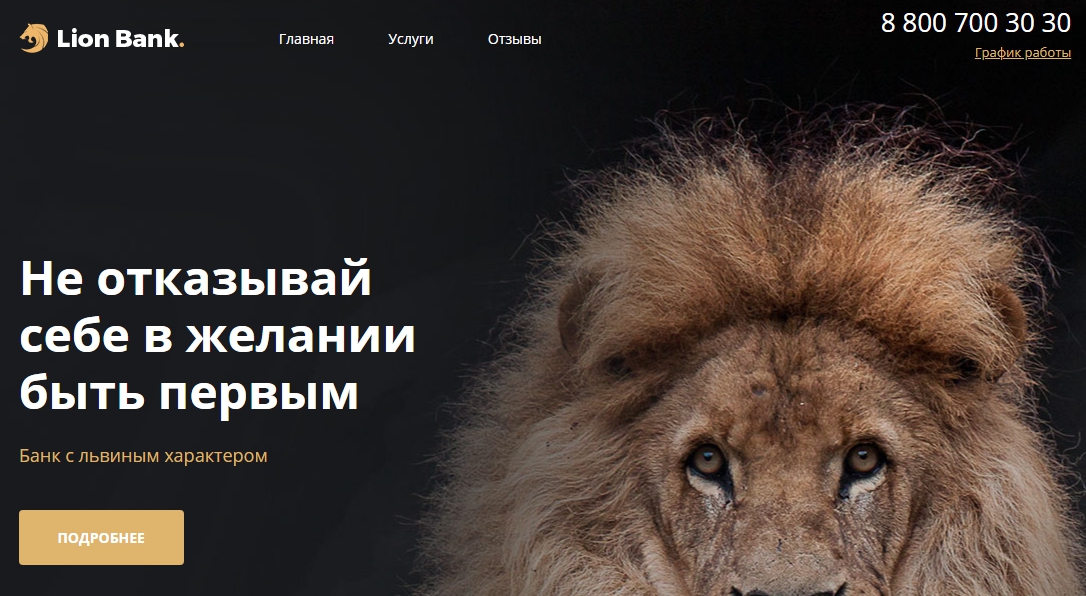 Lion Bank.
Главная
Услуги
Отзывы
8 800 700 30 30
График работы
Не отказывай
себе в желании
быть первым
Банк с львиным характером
ПОДРОБНЕЕ